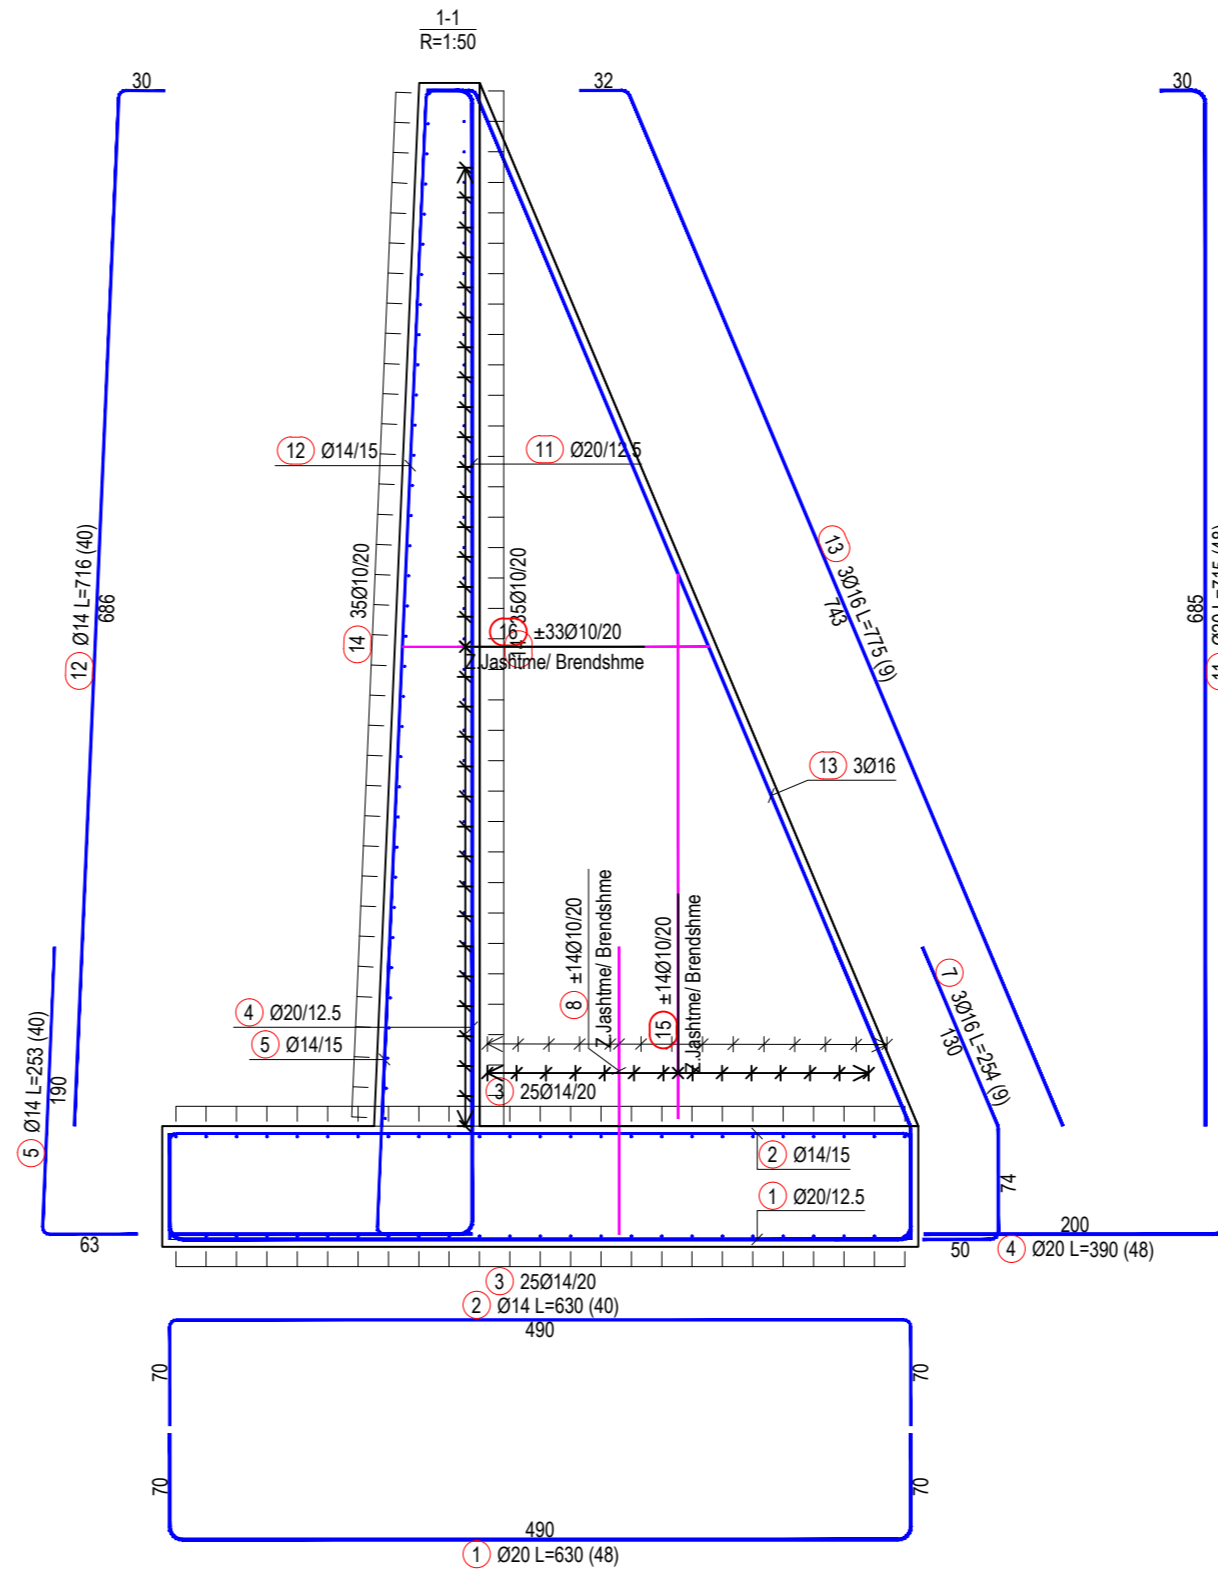 1-1
R=1:50
30
32
30
12 Ø14/15
11 Ø20/12.5
12 Ø14 L=716 (40)
686
14 35Ø10/20
14 35Ø10/20
16 ±33Ø10/20
Z.Jashtme/ Brendshme
13 3Ø16 L=775 (9)
743
685
13 3Ø16
8 ±14Ø10/20
Z.Jashtme/ Brendshme
15 ±14Ø10/20
Z.Jashtme/ Brendshme
4 Ø20/12.5
5 Ø14/15
5 Ø14 L=253 (40)
190
63
7 3Ø16 L=254 (9)
130
74
3 25Ø14/20
2 Ø14/15
1 Ø20/12.5
200
50
4 Ø20 L=390 (48)
3 25Ø14/20
2 Ø14 L=630 (40)
490
70
70
70
70
490
1 Ø20 L=630 (48)